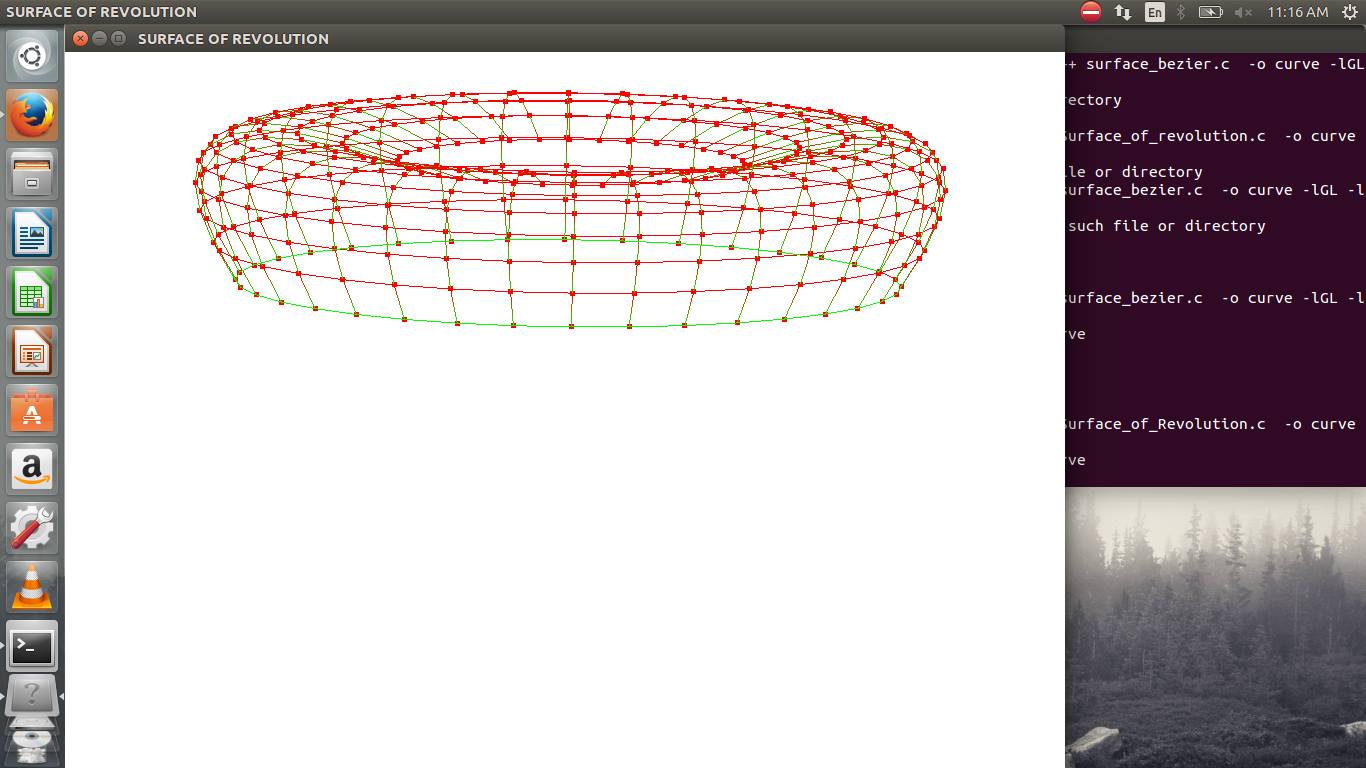 SURFACE OF REVOLUTION
En
11:16 AM
SURFACE OF REVOLUTION
+ surface_bezier.c  -o curve -lGL
rectory
Surface_of_revolution.c  -o curve
le or directory
surface_bezier.c  -o curve -lGL -l
such file or directory
surface_bezier.c  -o curve -lGL -l
rve
Surface_of_Revolution.c  -o curve
rve